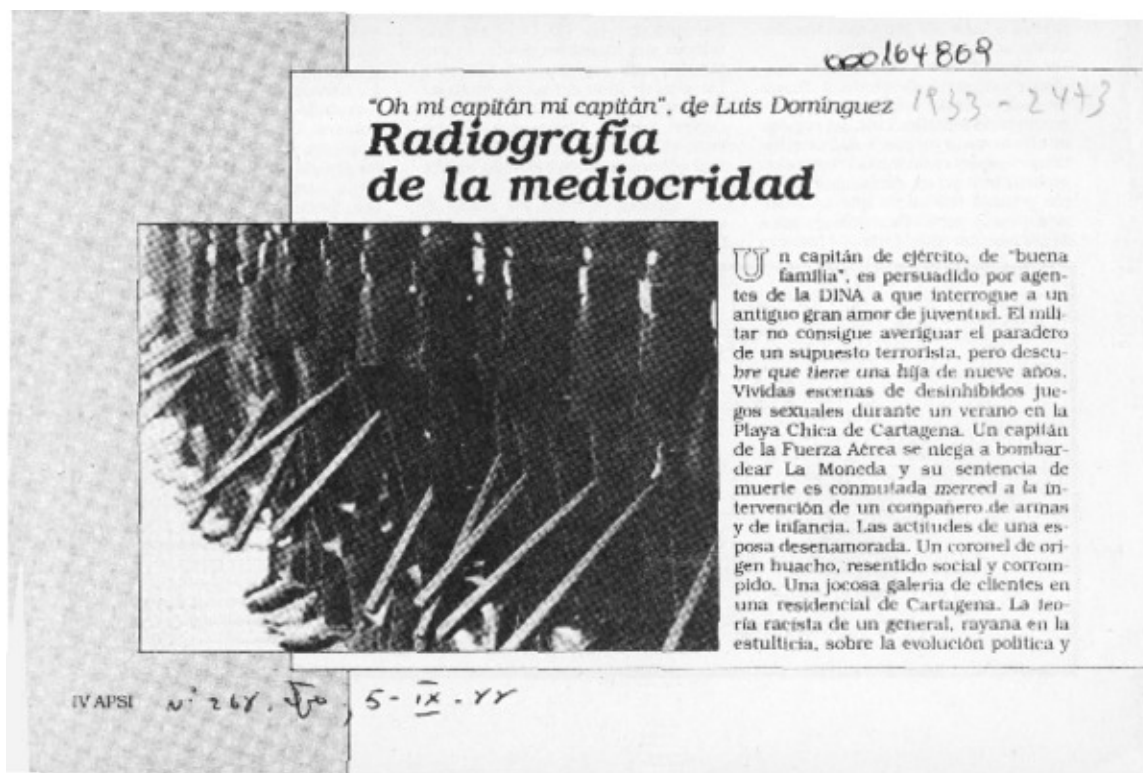 000164809
"Oh mi capitán mi capitán", de Luis Domínguez 1933 - 2473
Radiografía
de la mediocridad
Un capitán de ejército, de "buena
familia", es persuadido por agen-
tes de la DINA a que interrogue a un
antiguo gran amor de juventud. El mili-
tar no consigue averiguar el paradero
de un supuesto terrorista, pero descu-
bre que tiene una hija de nueve años.
Vívidas escenas de desinhibidos jue-
gos sexuales durante un verano en la
Playa Chica de Cartagena. Un capitán
de la Fuerza Aérea se niega a bombar-
dear La Moneda y su sentencia de
muerte es conmutada merced a la in-
tervención de un compañero de armas
y de infancia. Las actitudes de una es-
posa desenamorada. Un coronel de ori-
gen huacho, resentido social y corrom-
pido. Una jocosa galería de clientes en
una residencial de Cartagena. La teo-
ría racista de un general, rayana en la
estulticia, sobre la evolución política y
IV APSI N° 268, Stgo, 5-IX-88